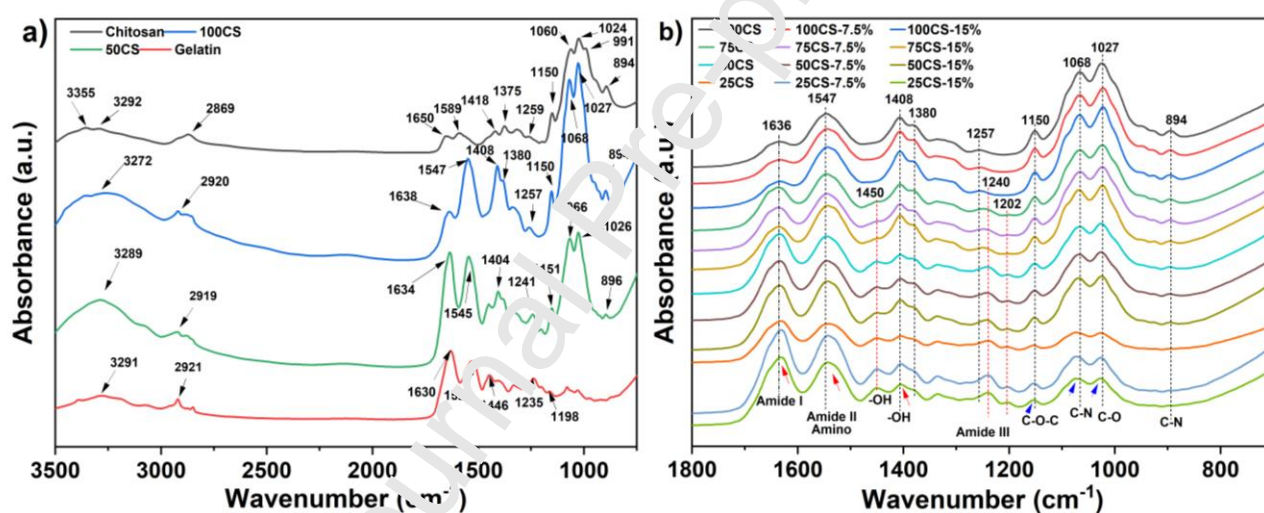 a)
Chitosan 100CS
50CS Gelatin
3355
3292
2869
1650
1589
1418
1375
1259
1150
1060
1024
991
894
3272
2920
1638
1547
1408
1380
1257
1150
1068
1027
3289
2919
1634
1545
1404
1241
1026
896
3291
2921
1630
1235
1198
Absorbance (a.u.)
3500 3000 2500 2000 1500 1000
Wavenumber (cm-1)
b)
100CS-7.5% 100CS-15%
75CS 75CS-7.5% 75CS-15%
50CS-7.5% 50CS-15%
25CS 25CS-7.5% 25CS-15%
1636
1547
1450
1408
1380
1257
1240
1202
1150
1068
1027
894
Amide I
Amide II
Amino
-OH
-OH
Amide III
C-O-C
C-N
C-O
C-N
Absorbance (a.u.)
1800 1600 1400 1200 1000 800
Wavenumber (cm-1)
Journal Pre-p